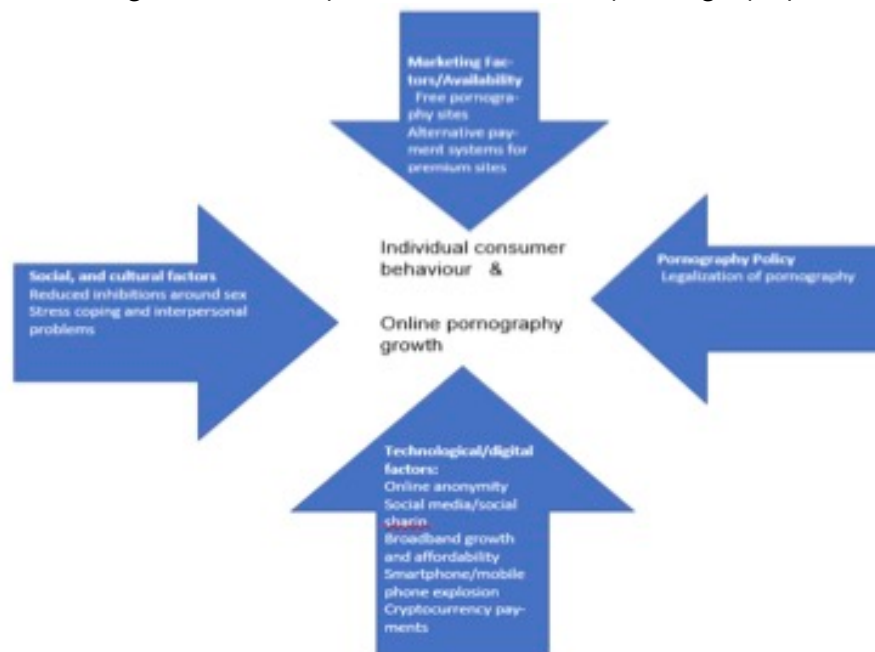 Marketing Fac-
tors/Availability
Free pornogra-
phy sites
Alternative pay-
ment systems for
premium sites
Individual consumer
behaviour &
Online pornography
growth
Social, and cultural factors
Reduced inhibitions around sex
Stress coping and interpersonal
problems
Pornography Policy
Legalization of pornography
Technological/digital
factors:
Online anonymity
Social media/social
sharin
Broadband growth
and affordability
Smartphone/mobile
phone explosion
Cryptocurrency pay-
ments